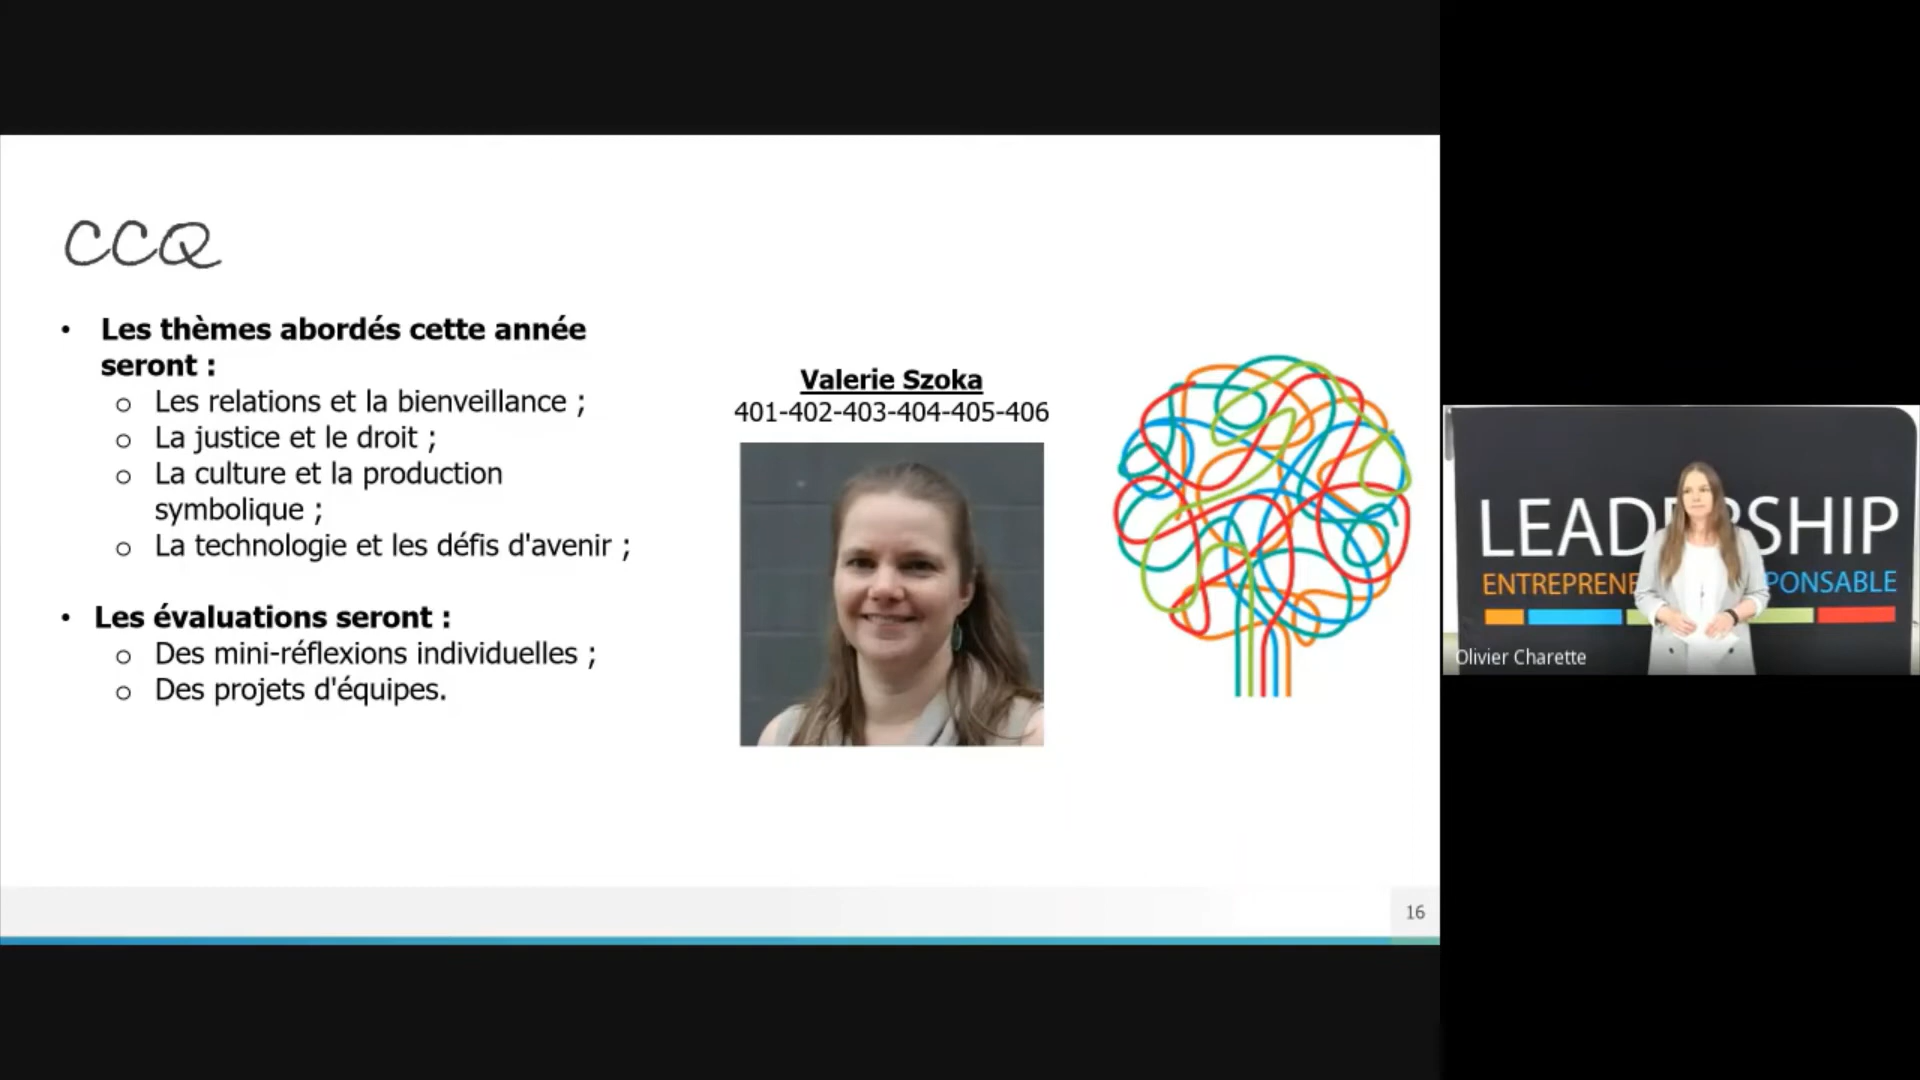 CCQ
• Les thèmes abordés cette année
seront :
o Les relations et la bienveillance ;
o La justice et le droit ;
o La culture et la production
symbolique ;
o La technologie et les défis d'avenir ;
• Les évaluations seront :
o Des mini-réflexions individuelles ;
o Des projets d'équipes.
Valerie Szoka
401-402-403-404-405-406
16
LEAD SHIP
ENTREPRENE PONSABLE
Olivier Charette